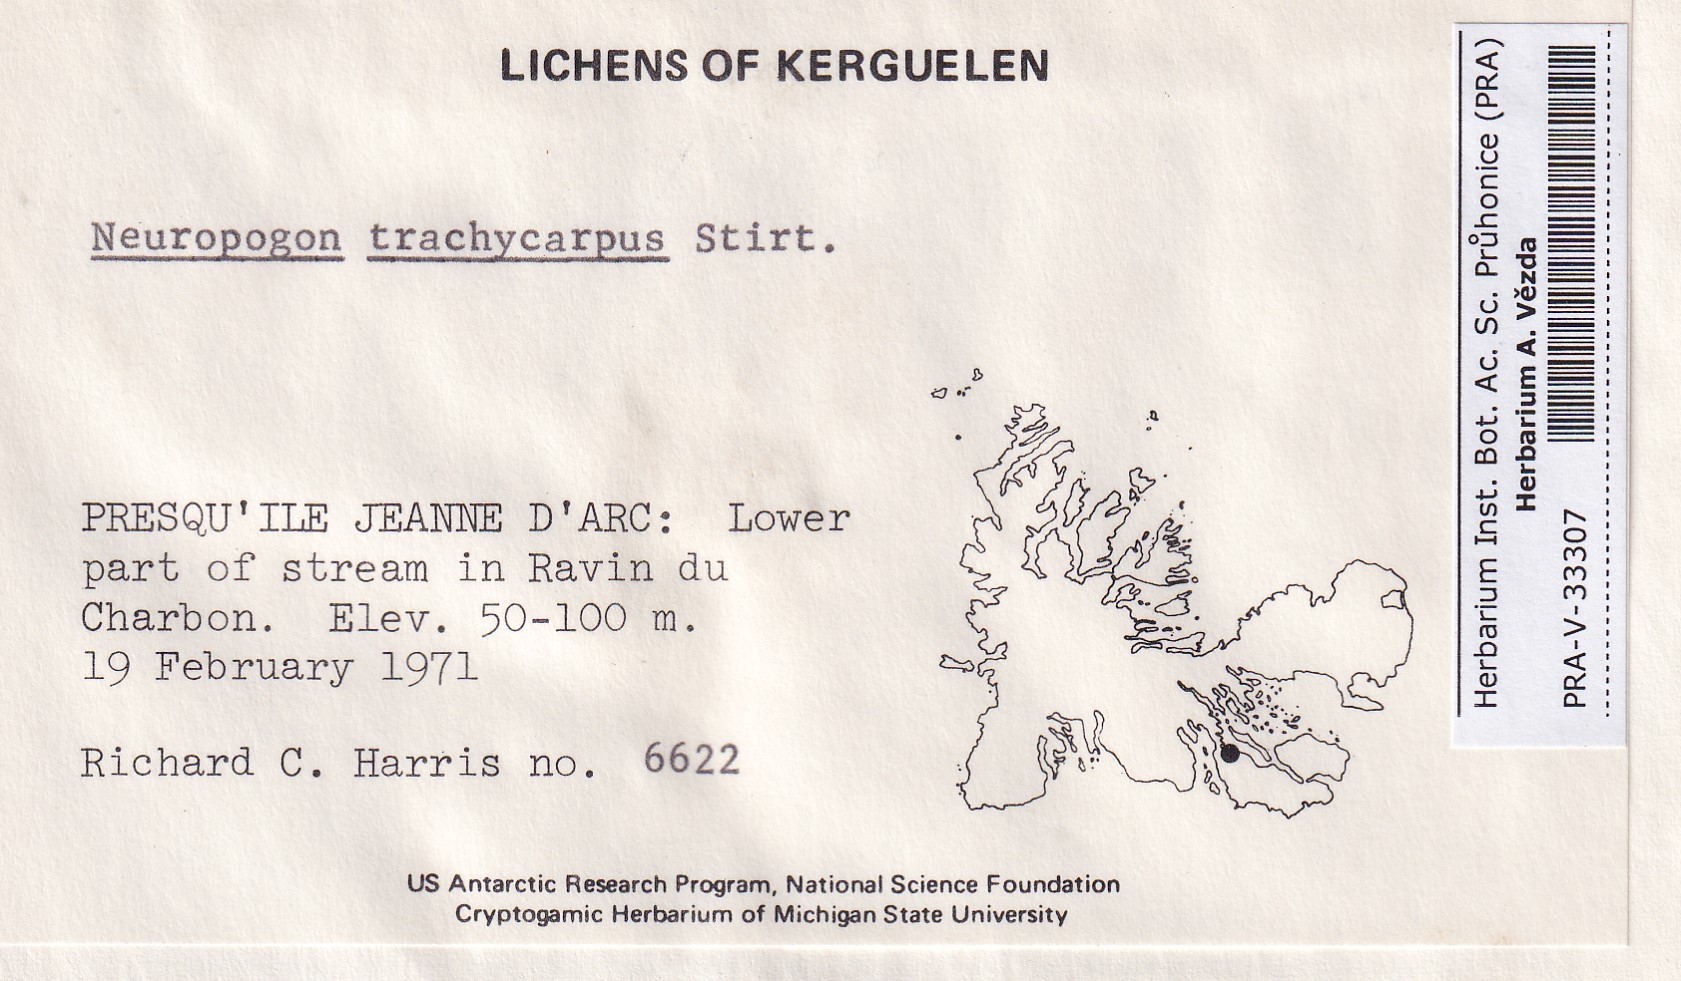 LICHENS OF KERGUELEN
Neuropogon trachycarpus Stirt.
PRESQU'ILE JEANNE D'ARC: Lower
part of stream in Ravin du
Charbon. Elev. 50-100 m.
19 February 1971
Richard C. Harris no. 6622
US Antarctic Research Program, National Science Foundation
Cryptogamic Herbarium of Michigan State University
Herbarium Inst. Bot. Ac. Sc. Průhonice (PRA)
Herbarium A. Vězda
PRA-V-33307